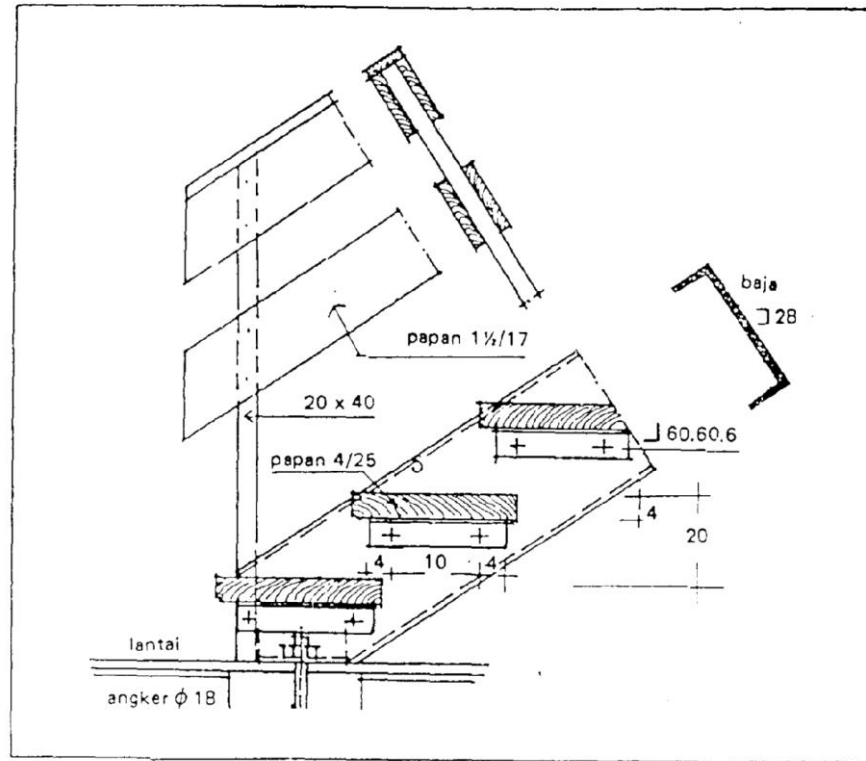 baja
[ 28
papan 1½/17
20 x 40
60.60.6
papan 4/25
4
20
4 10 4
lantai
angker ϕ 18